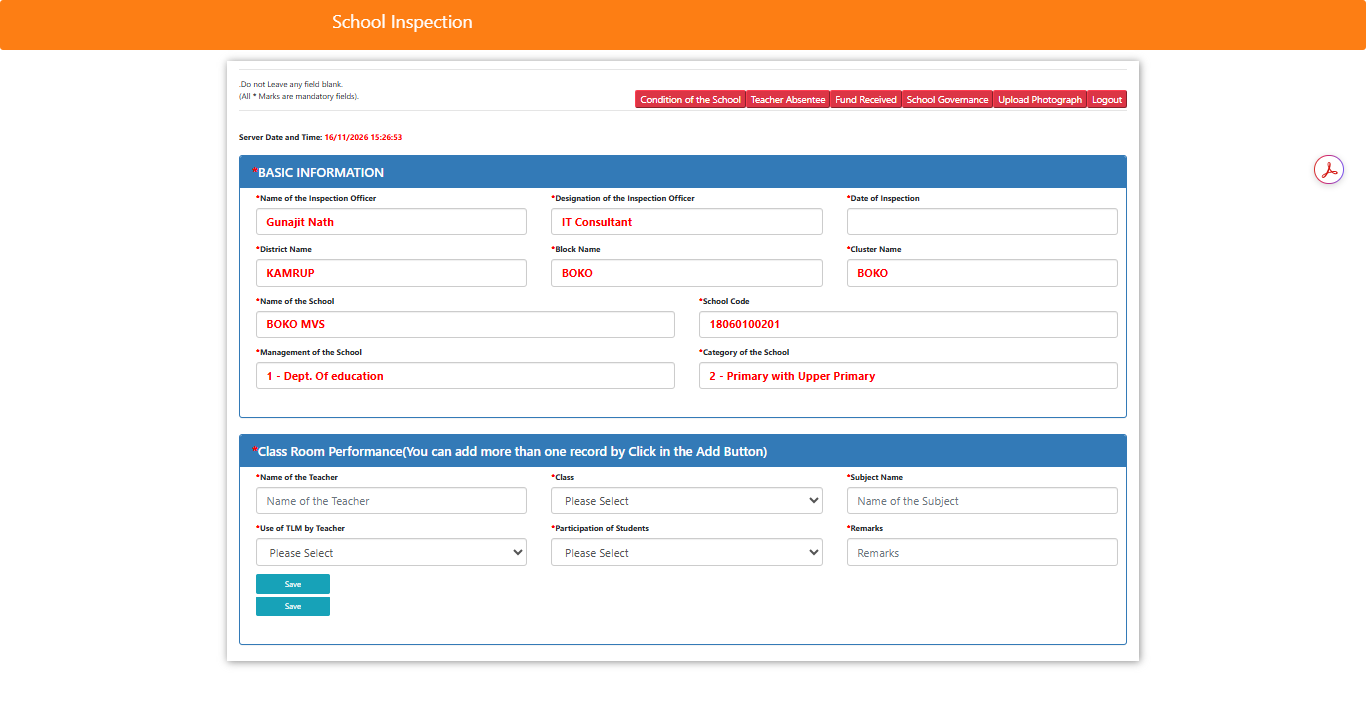 School Inspection
.Do not Leave any field blank.
(All * Marks are mandatory fields).
Condition of the School Teacher Absentee Fund Received School Governance Upload Photograph Logout
Server Date and Time: 16/11/2026 15:26:53
*BASIC INFORMATION
*Name of the Inspection Officer *Designation of the Inspection Officer *Date of Inspection
Gunajit Nath IT Consultant
*District Name *Block Name *Cluster Name
KAMRUP BOKO BOKO
*Name of the School *School Code
BOKO MVS 18060100201
*Management of the School *Category of the School
1 - Dept. Of education 2 - Primary with Upper Primary
*Class Room Performance(You can add more than one record by Click in the Add Button)
*Name of the Teacher *Class *Subject Name
Name of the Teacher Please Select Name of the Subject
*Use of TLM by Teacher *Participation of Students *Remarks
Please Select Please Select Remarks
Save
Save